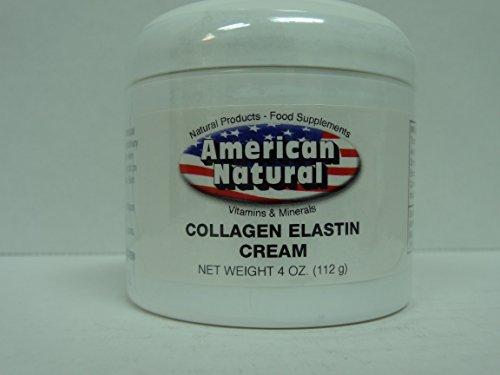 Natural Products - Food Supplements
American
Natural
Vitamins & Minerals
COLLAGEN ELASTIN
CREAM
NET WEIGHT 4 OZ. (112 g)